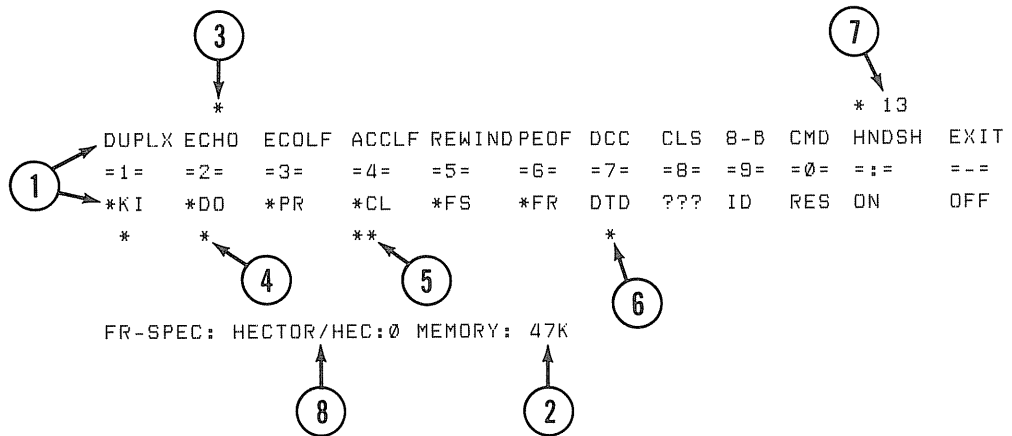 3 7
* * 13
DUPLX ECHO ECOLF ACCLF REWIND PEOF DCC CLS 8-B CMD HNDSH EXIT
1 =1= =2= =3= =4= =5= =6= =7= =8= =9= =0= =:= =-=
*KI *DO *PR *CL *FS *FR DTD ??? ID RES ON OFF
* * ** *
4 5 6
FR-SPEC: HECTOR/HEC:0 MEMORY: 47K
8 2